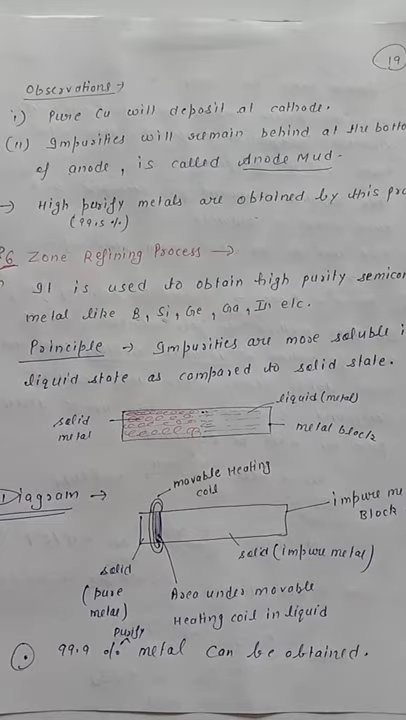 19
Observations →
i) Pure Cu will deposit at cathode.
(ii) Impurities will remain behind at the botto
of anode, is called Anode Mud.
→ High purify metals are obtained by this pro
(99.5 %)
6 Zone Refining Process →
It is used to obtain high purity semicon
metal like B, Si, Ge, Ga, In etc.
Principle → Impurities are more soluble i
liquid state as compared to solid state.
liquid (metal)
solid
metal
metal block
movable Heating
coil
Diagram →
impure me
Block
solid (impure metal)
solid
(pure
metal)
Area under movable
Heating coil in liquid
purify
99.9 % metal can be obtained.